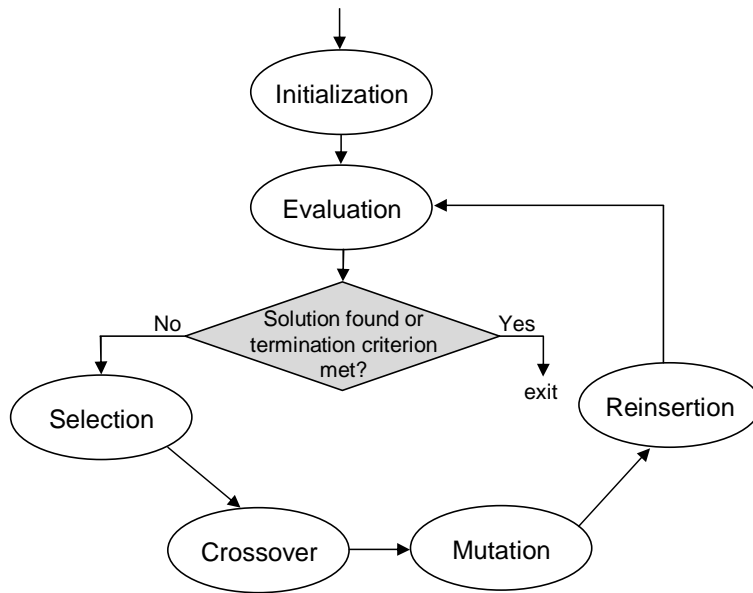 Initialization
Evaluation
No
Solution found or
termination criterion
met?
Yes
exit
Selection
Reinsertion
Crossover
Mutation